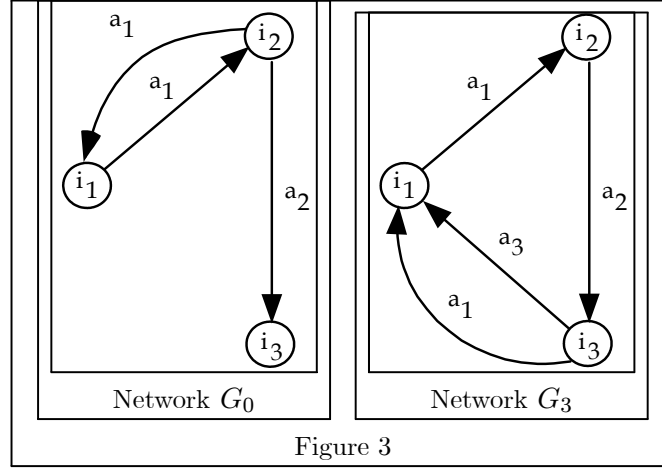 a1
i2
a1
i1
a2
i3
Network G0
i2
a1
i1
a2
a3
a1
i3
Network G3
Figure 3